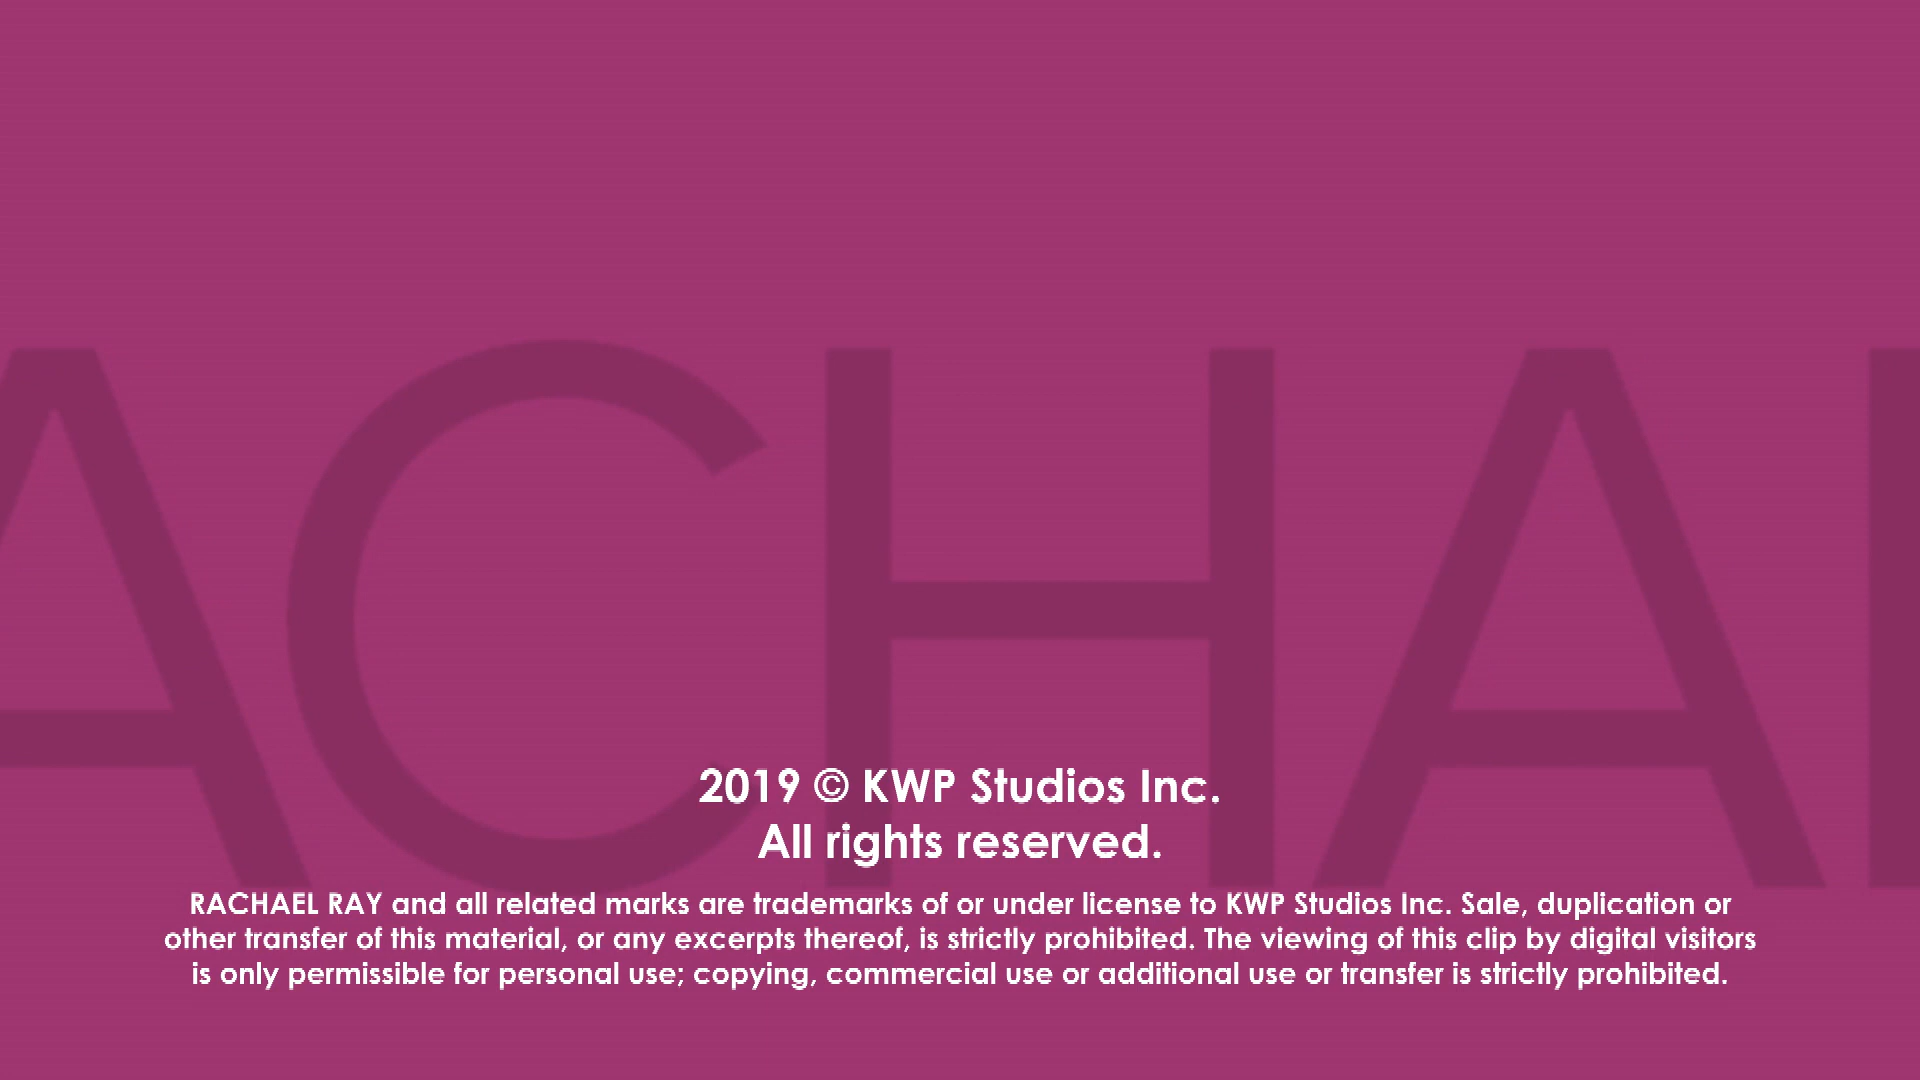 ACHA
2019 © KWP Studios Inc.
All rights reserved.
RACHAEL RAY and all related marks are trademarks of or under license to KWP Studios Inc. Sale, duplication or
other transfer of this material, or any excerpts thereof, is strictly prohibited. The viewing of this clip by digital visitors
is only permissible for personal use; copying, commercial use or additional use or transfer is strictly prohibited.